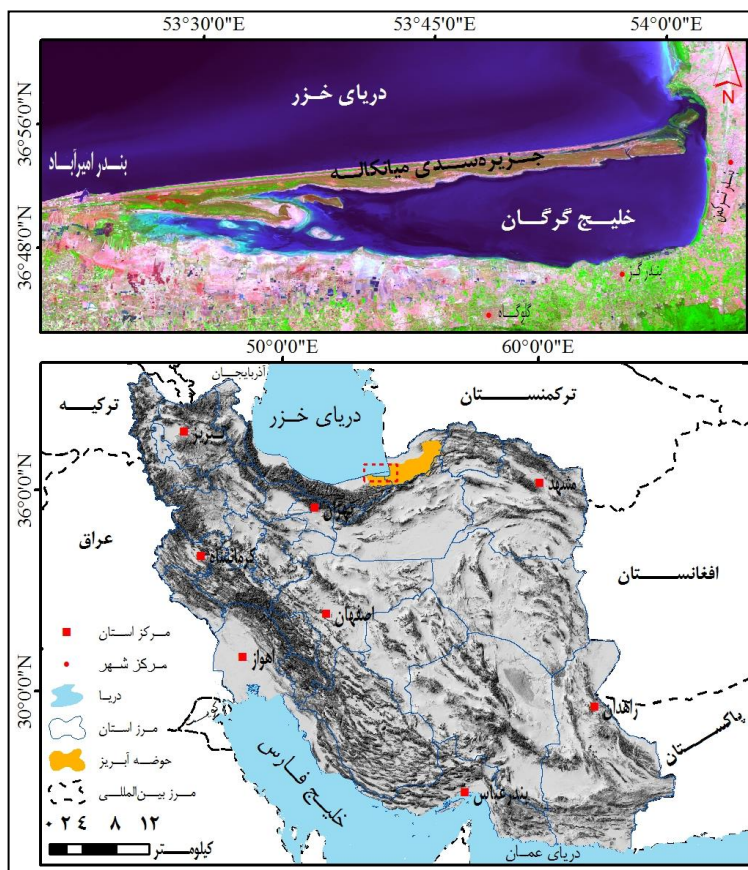 53°30'0"E 53°45'0"E 54°0'0"E
36°56'0"N
36°48'0"N
N
دریای خزر
جزیره‌سدی میانکاله
بندر امیرآباد
خلیج گرگان
بندر ترکمن
بندرگز
گلوگاه
50°0'0"E 60°0'0"E
36°0'0"N
30°0'0"N
آذربایجان
ترکیه
دریای خزر
ترکمنستان
تبریز
مشهد
تهران
عراق
کرمانشاه
افغانستان
اصفهان
اهواز
زاهدان
پاکستان
خلیج فارس
بندرعباس
دریای عمان
مرکز استان
مرکز شهر
دریا
مرز استان
حوضه آبریز
مرز بین‌المللی
۰ ۲ ۴ ۸ ۱۲
کیلومتر